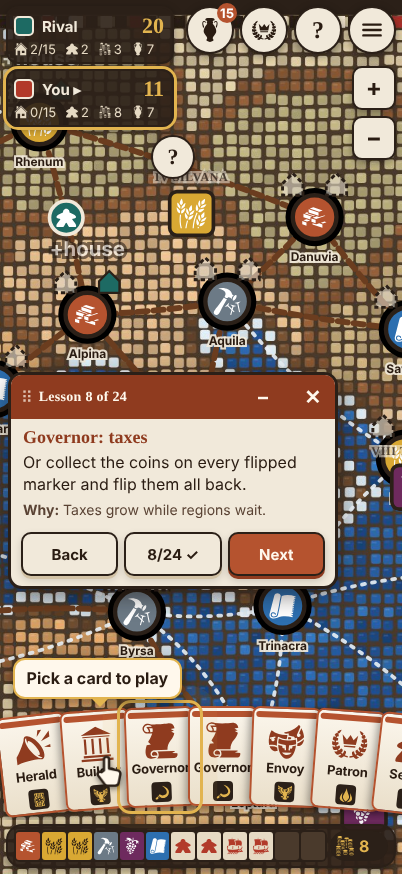 Rival 20
2/15 2 3 7
You ▸ 11
0/15 2 8 7
15
?
+
−
Rhenum
?
IV SILVANA
Danuvia
+house
Alpina
Aquila
Lesson 8 of 24
Governor: taxes
Or collect the coins on every flipped
marker and flip them all back.
Why: Taxes grow while regions wait.
Back
8/24 ✓
Next
Byrsa
Trinacra
Pick a card to play
Herald
Governor
Governor
Envoy
Patron
8